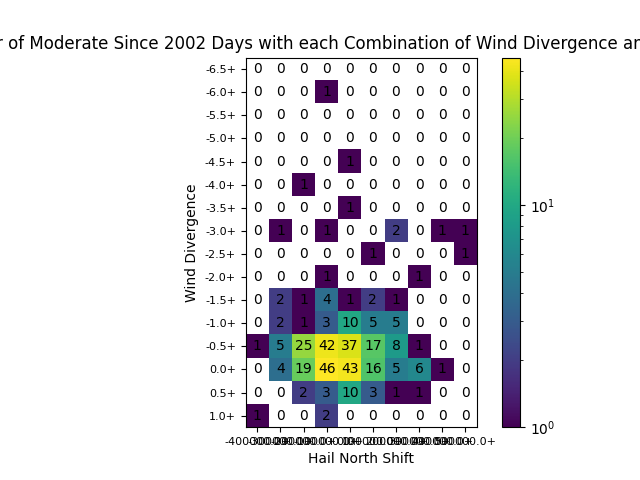 r of Moderate Since 2002 Days with each Combination of Wind Divergence ar
-6.5+ 0 0 0 0 0 0 0 0 0 0
-6.0+ 0 0 0 1 0 0 0 0 0 0
-5.5+ 0 0 0 0 0 0 0 0 0 0
-5.0+ 0 0 0 0 0 0 0 0 0 0
-4.5+ 0 0 0 0 1 0 0 0 0 0
-4.0+ 0 0 1 0 0 0 0 0 0 0
-3.5+ 0 0 0 0 1 0 0 0 0 0
-3.0+ 0 1 0 1 0 0 2 0 1 1
-2.5+ 0 0 0 0 0 1 0 0 0 1
-2.0+ 0 0 0 1 0 0 0 1 0 0
-1.5+ 0 2 1 4 1 2 1 0 0 0
-1.0+ 0 2 1 3 10 5 5 0 0 0
-0.5+ 1 5 25 42 37 17 8 1 0 0
0.0+ 0 4 19 46 43 16 5 6 1 0
0.5+ 0 0 2 3 10 3 1 1 0 0
1.0+ 1 0 0 2 0 0 0 0 0 0
Wind Divergence
Hail North Shift
10^1
10^0